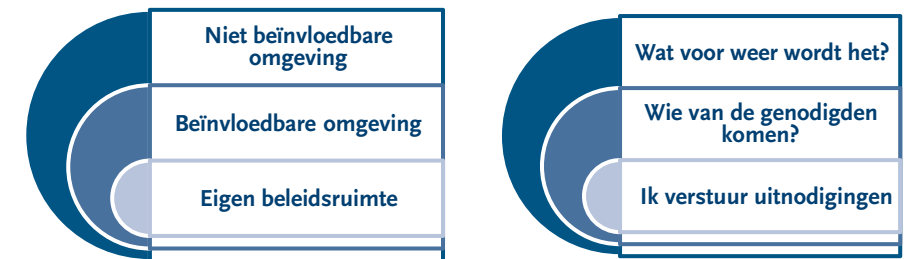 Niet beïnvloedbare
omgeving
Beïnvloedbare omgeving
Eigen beleidsruimte
Wat voor weer wordt het?
Wie van de genodigden
komen?
Ik verstuur uitnodigingen